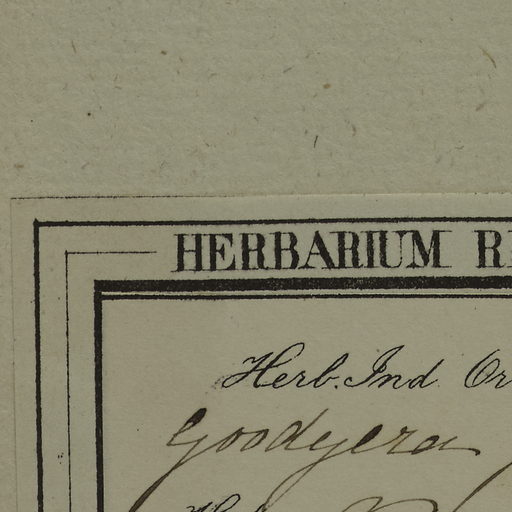 HERBARIUM
Herb. Ind Or
Goodyera